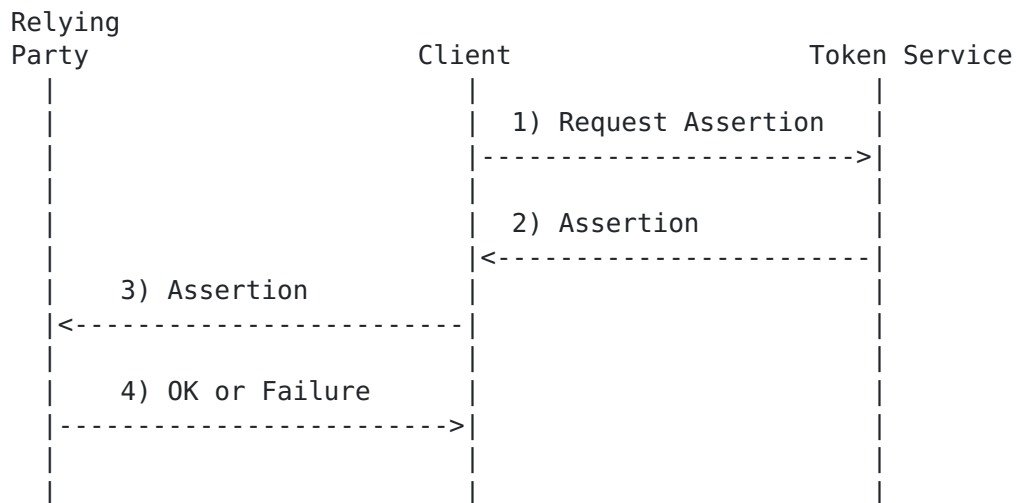 Relying
Party Client Token Service
1) Request Assertion
2) Assertion
3) Assertion
4) OK or Failure